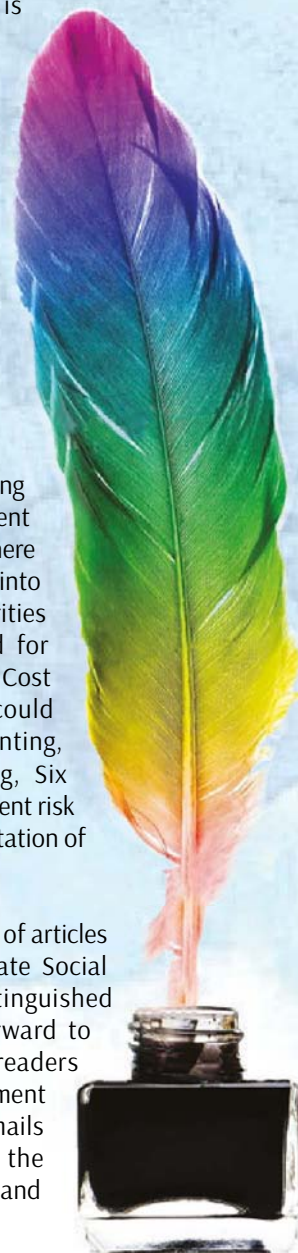 is
ng
ent
here
into
rities
d for
Cost
could
nting,
g, Six
ent risk
tation of
of articles
ate Social
tinguished
ward to
readers
ment
nails
the
and